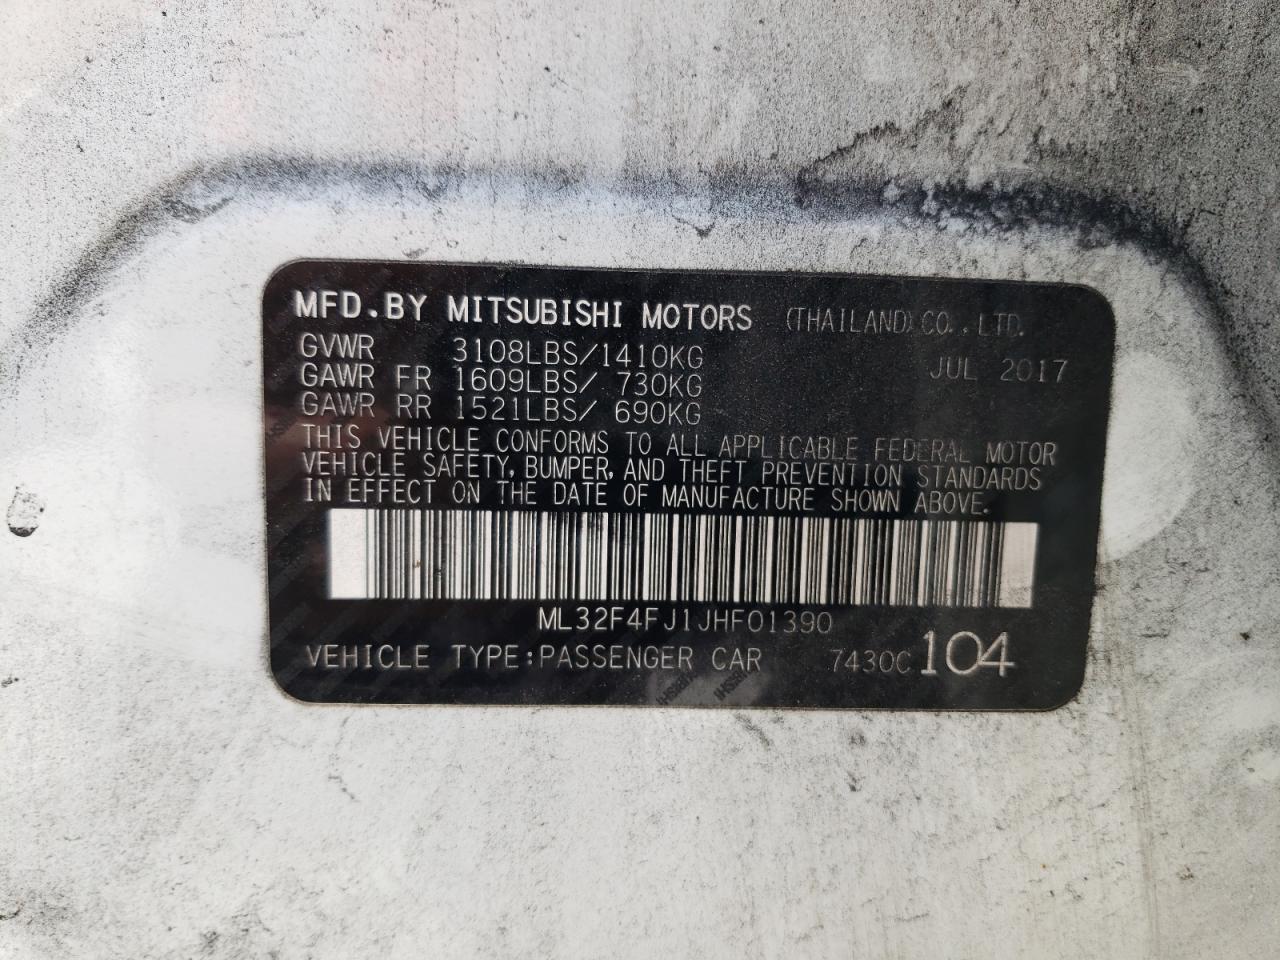 MFD.BY MITSUBISHI MOTORS (THAILAND) CO.,LTD.
GVWR 3108LBS/1410KG JUL 2017
GAWR FR 1609LBS/ 730KG
GAWR RR 1521LBS/ 690KG
THIS VEHICLE CONFORMS TO ALL APPLICABLE FEDERAL MOTOR
VEHICLE SAFETY, BUMPER, AND THEFT PREVENTION STANDARDS
IN EFFECT ON THE DATE OF MANUFACTURE SHOWN ABOVE.
ML32F4FJ1JHF01390
VEHICLE TYPE:PASSENGER CAR 7430C 104